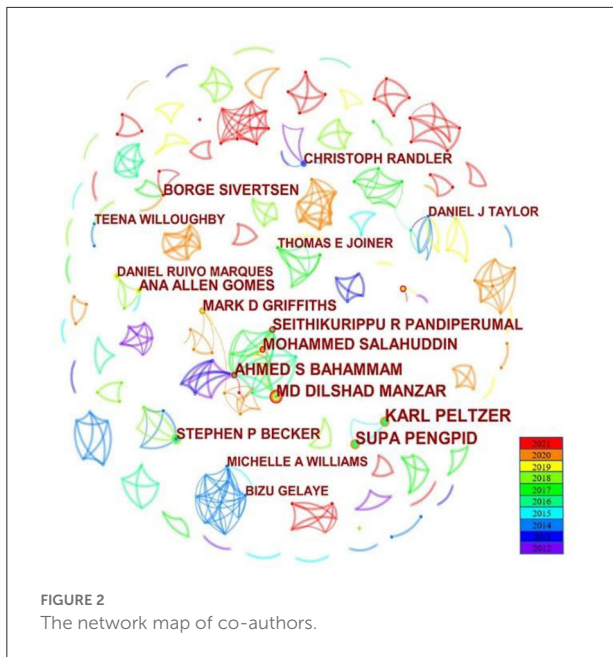 CHRISTOPH RANDLER
BORGE SIVERTSEN
TEENA WILLOUGHBY
DANIEL J TAYLOR
THOMAS E JOINER
DANIEL RUIVO MARQUES
ANA ALLEN GOMES
MARK D GRIFFITHS
SEITHIKURIPPU R PANDIPERUMAL
MOHAMMED SALAHUDDIN
AHMED S BAHAMMAM
MD DILSHAD MANZAR
KARL PELTZER
STEPHEN P BECKER
SUPA PENGPID
MICHELLE A WILLIAMS
BIZU GELAYE
2021
2020
2019
2018
2017
2016
2015
2014
2013
2012
FIGURE 2
The network map of co-authors.